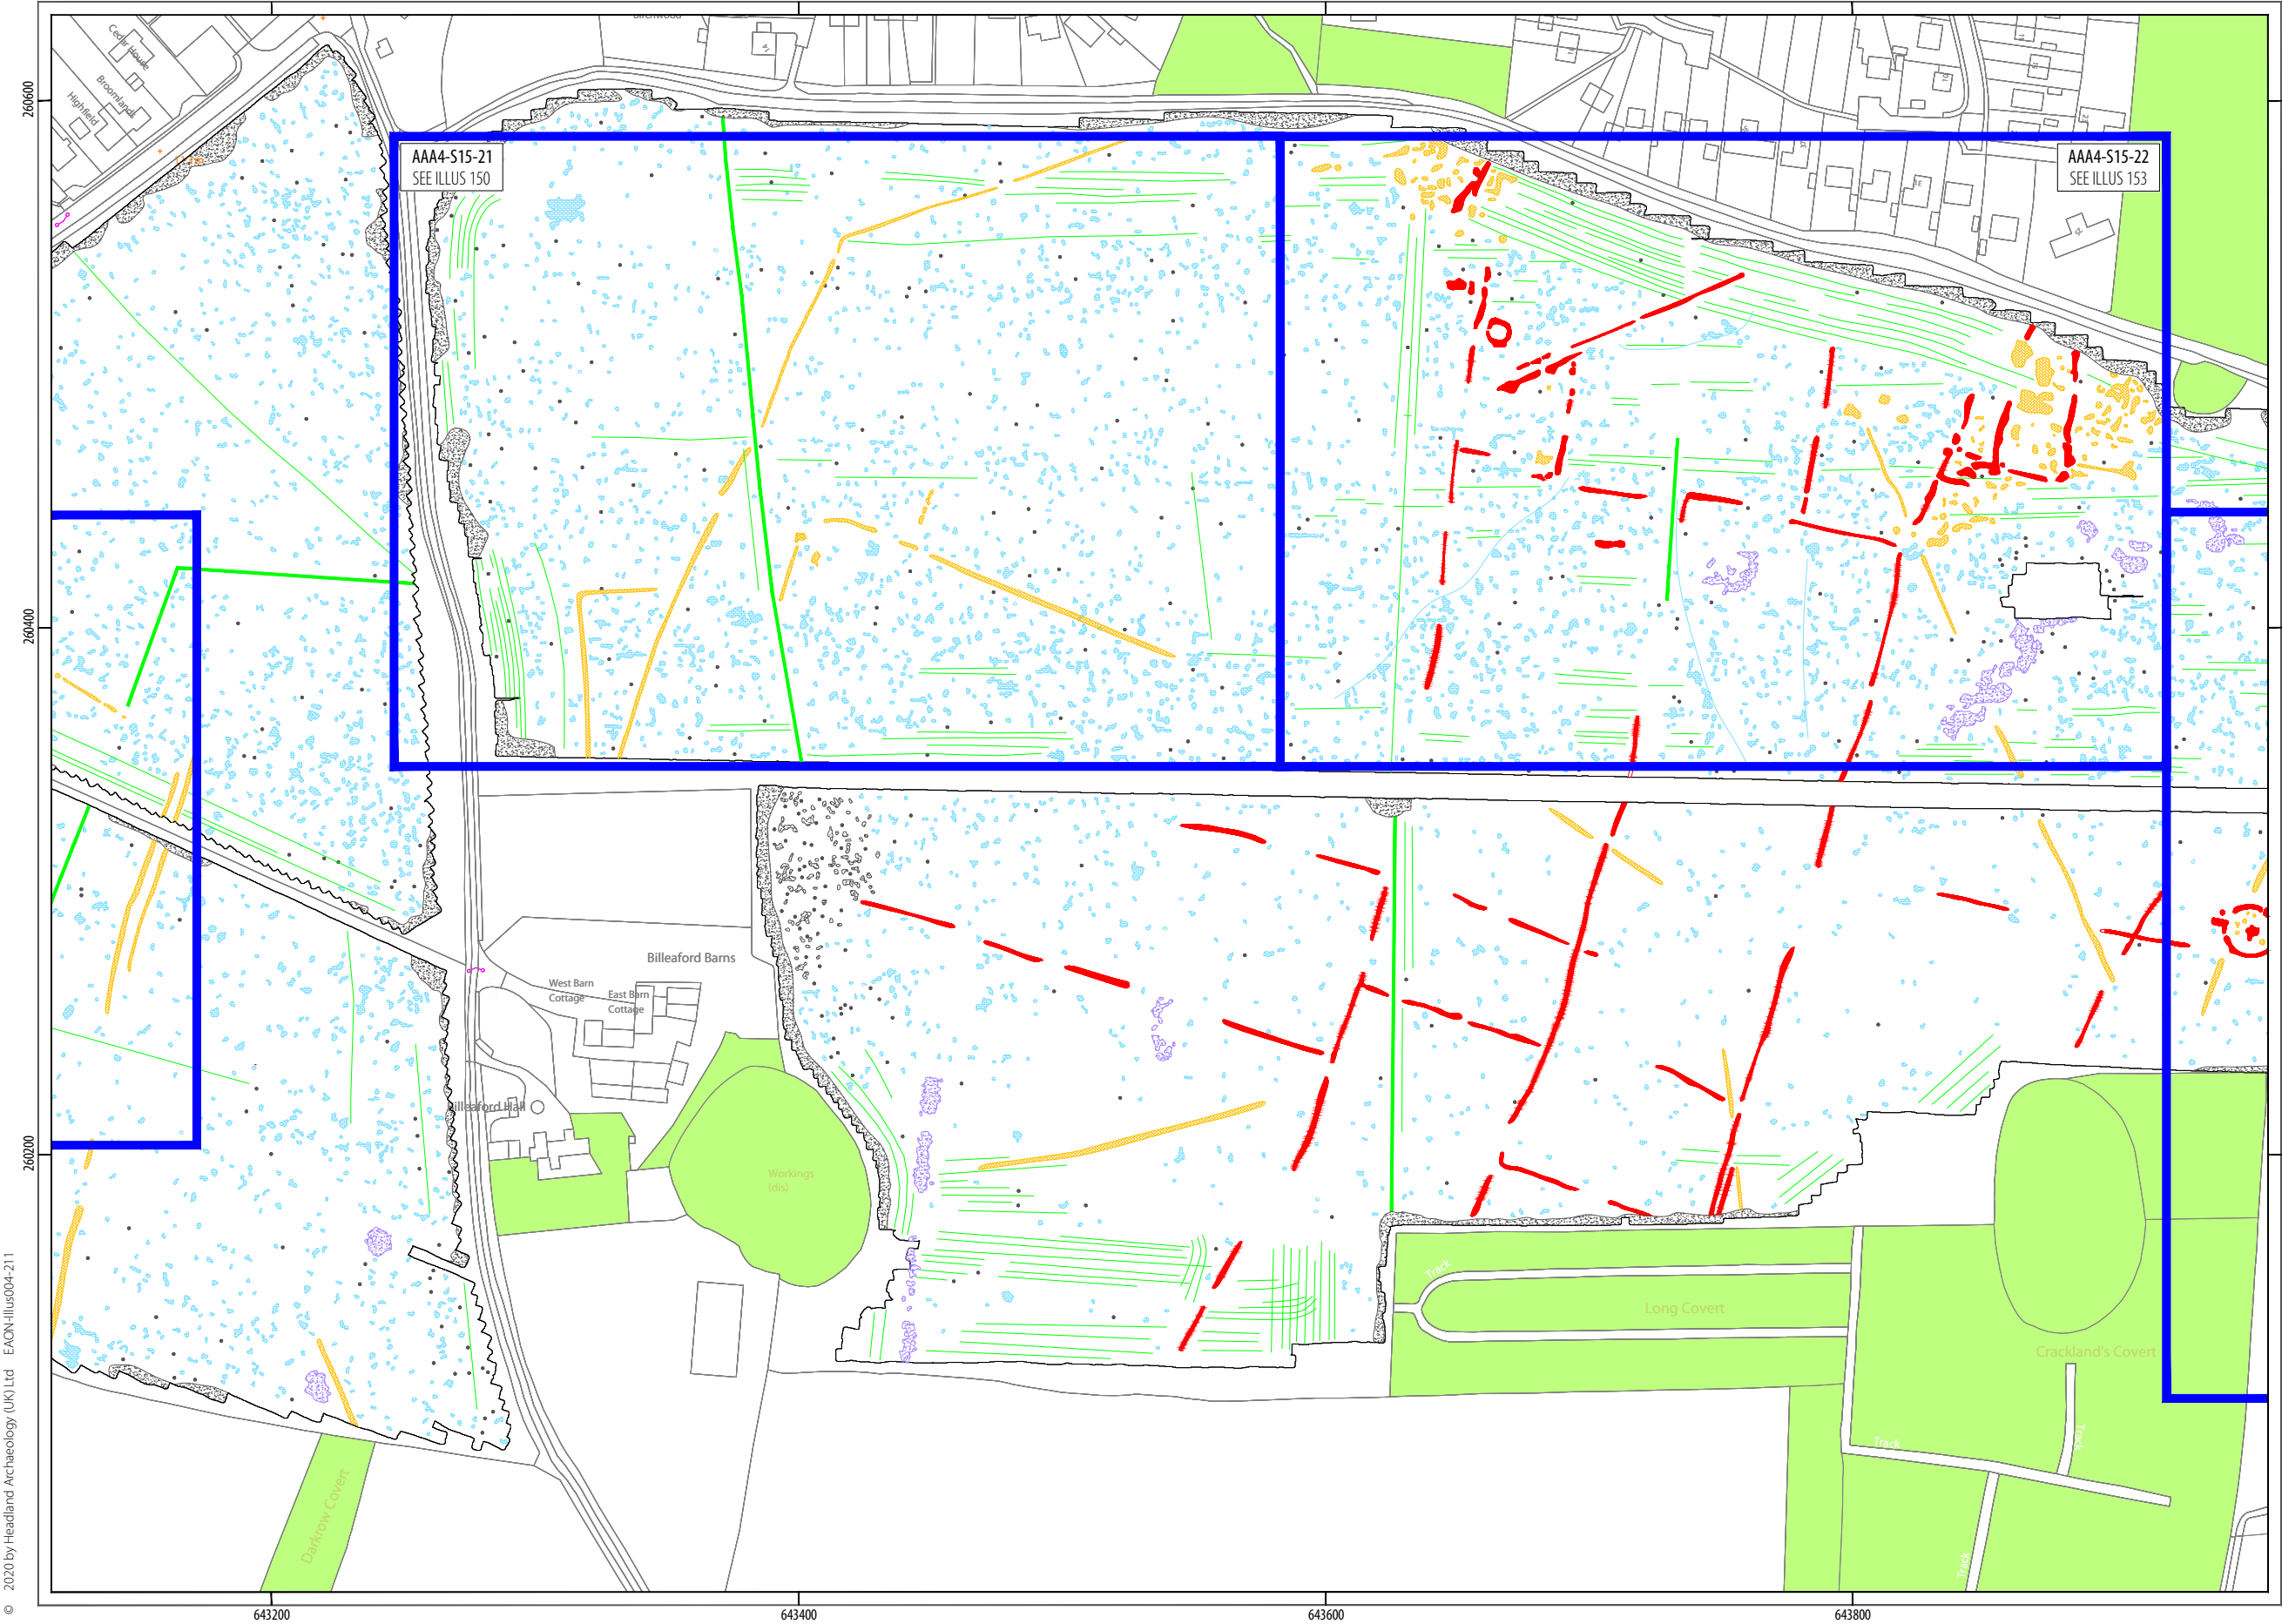 Cedar House
Broomland
Highfield
AAA4-S15-21
SEE ILLUS 150
AAA4-S15-22
SEE ILLUS 153
260600
260400
260200
Billeaford Barns
West Barn
Cottage
East Barn
Cottage
Billeaford Hall
Workings
(dis)
Track
Long Covert
Crackland's Covert
Track
Track
Track
Darkrow Covert
643200
643400
643600
643800
© 2020 by Headland Archaeology (UK) Ltd EAON-Illus004-211